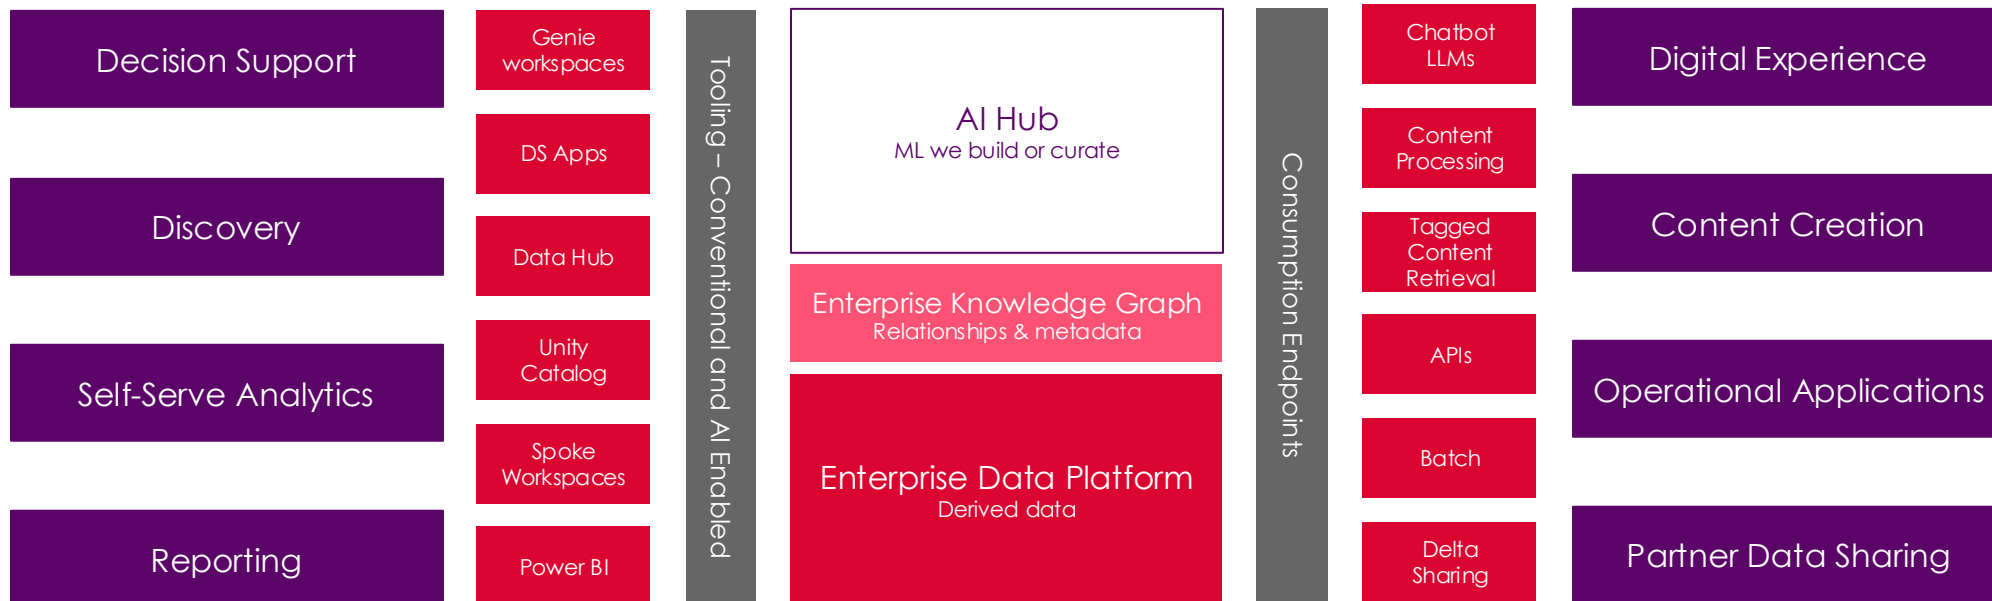 Decision Support
Discovery
Self-Serve Analytics
Reporting
Genie
workspaces
DS Apps
Data Hub
Unity
Catalog
Spoke
Workspaces
Power BI
Tooling – Conventional and AI Enabled
AI Hub
ML we build or curate
Enterprise Knowledge Graph
Relationships & metadata
Enterprise Data Platform
Derived data
Consumption Endpoints
Chatbot
LLMs
Content
Processing
Tagged
Content
Retrieval
APIs
Batch
Delta
Sharing
Digital Experience
Content Creation
Operational Applications
Partner Data Sharing